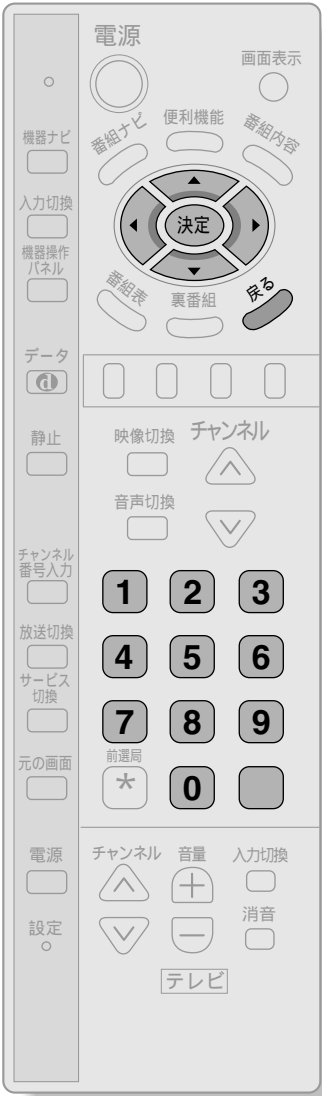 電源
画面表示
機器ナビ
番組ナビ
便利機能
番組内容
入力切換
決定
機器操作
パネル
番組表
裏番組
戻る
データ
d
静止
映像切換
チャンネル
音声切換
チャンネル
番号入力
1
2
3
放送切換
4
5
6
サービス
切換
7
8
9
元の画面
前選局
*
0
電源
チャンネル
音量
入力切換
+
設定
消音
−
テレビ